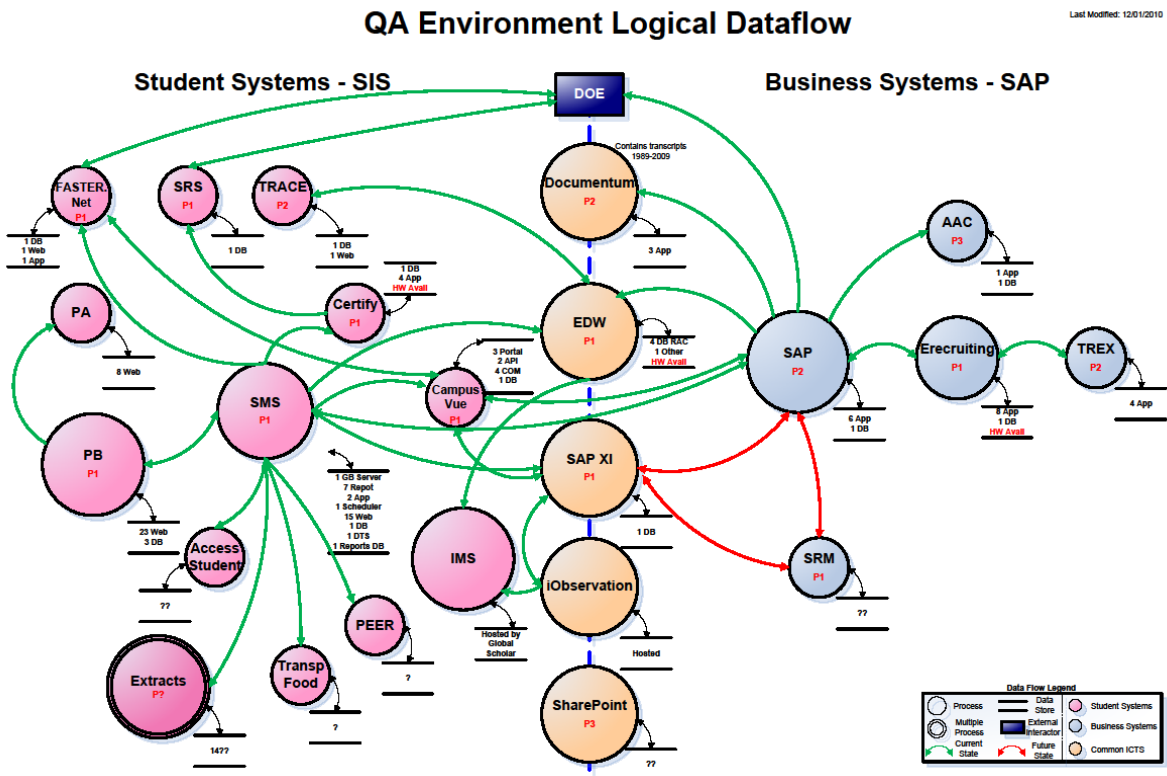 QA Environment Logical Dataflow
Last Modified: 12/01/2010
Student Systems - SIS
Business Systems - SAP
DOE
Contains transcripts
1989-2009
Documentum
P2
3 App
FASTER.
Net
P1
1 DB
1 Web
1 App
SRS
P1
1 DB
TRACE
P2
1 DB
1 Web
AAC
P3
1 App
1 DB
PA
8 Web
Certify
P1
1 DB
4 App
HW Avail
EDW
P1
4 DB RAC
1 Other
HW Avail
SAP
P2
6 App
1 DB
Erecruiting
P1
8 App
1 DB
HW Avail
TREX
P2
4 App
3 Portal
2 API
4 COM
1 DB
Campus
Vue
P1
SMS
P1
1 GB Server
7 Repot
2 App
1 Scheduler
15 Web
1 DB
1 DTS
1 Reports DB
PB
P1
23 Web
3 DB
SAP XI
P1
1 DB
Access
Student
??
IMS
Hosted by
Global
Scholar
iObservation
Hosted
SRM
P1
??
PEER
?
Extracts
P?
14??
Transp
Food
?
SharePoint
P3
??
Data Flow Legend
Process
Data
Store
Student Systems
Multiple
Process
External
Interactor
Business Systems
Current
State
Future
State
Common ICTS